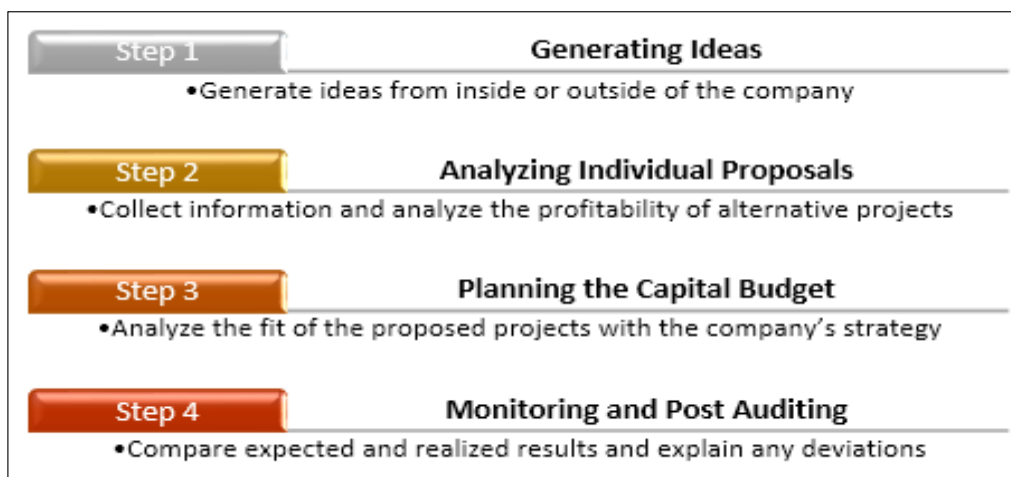 Step 1 Generating Ideas
•Generate ideas from inside or outside of the company
Step 2 Analyzing Individual Proposals
•Collect information and analyze the profitability of alternative projects
Step 3 Planning the Capital Budget
•Analyze the fit of the proposed projects with the company’s strategy
Step 4 Monitoring and Post Auditing
•Compare expected and realized results and explain any deviations